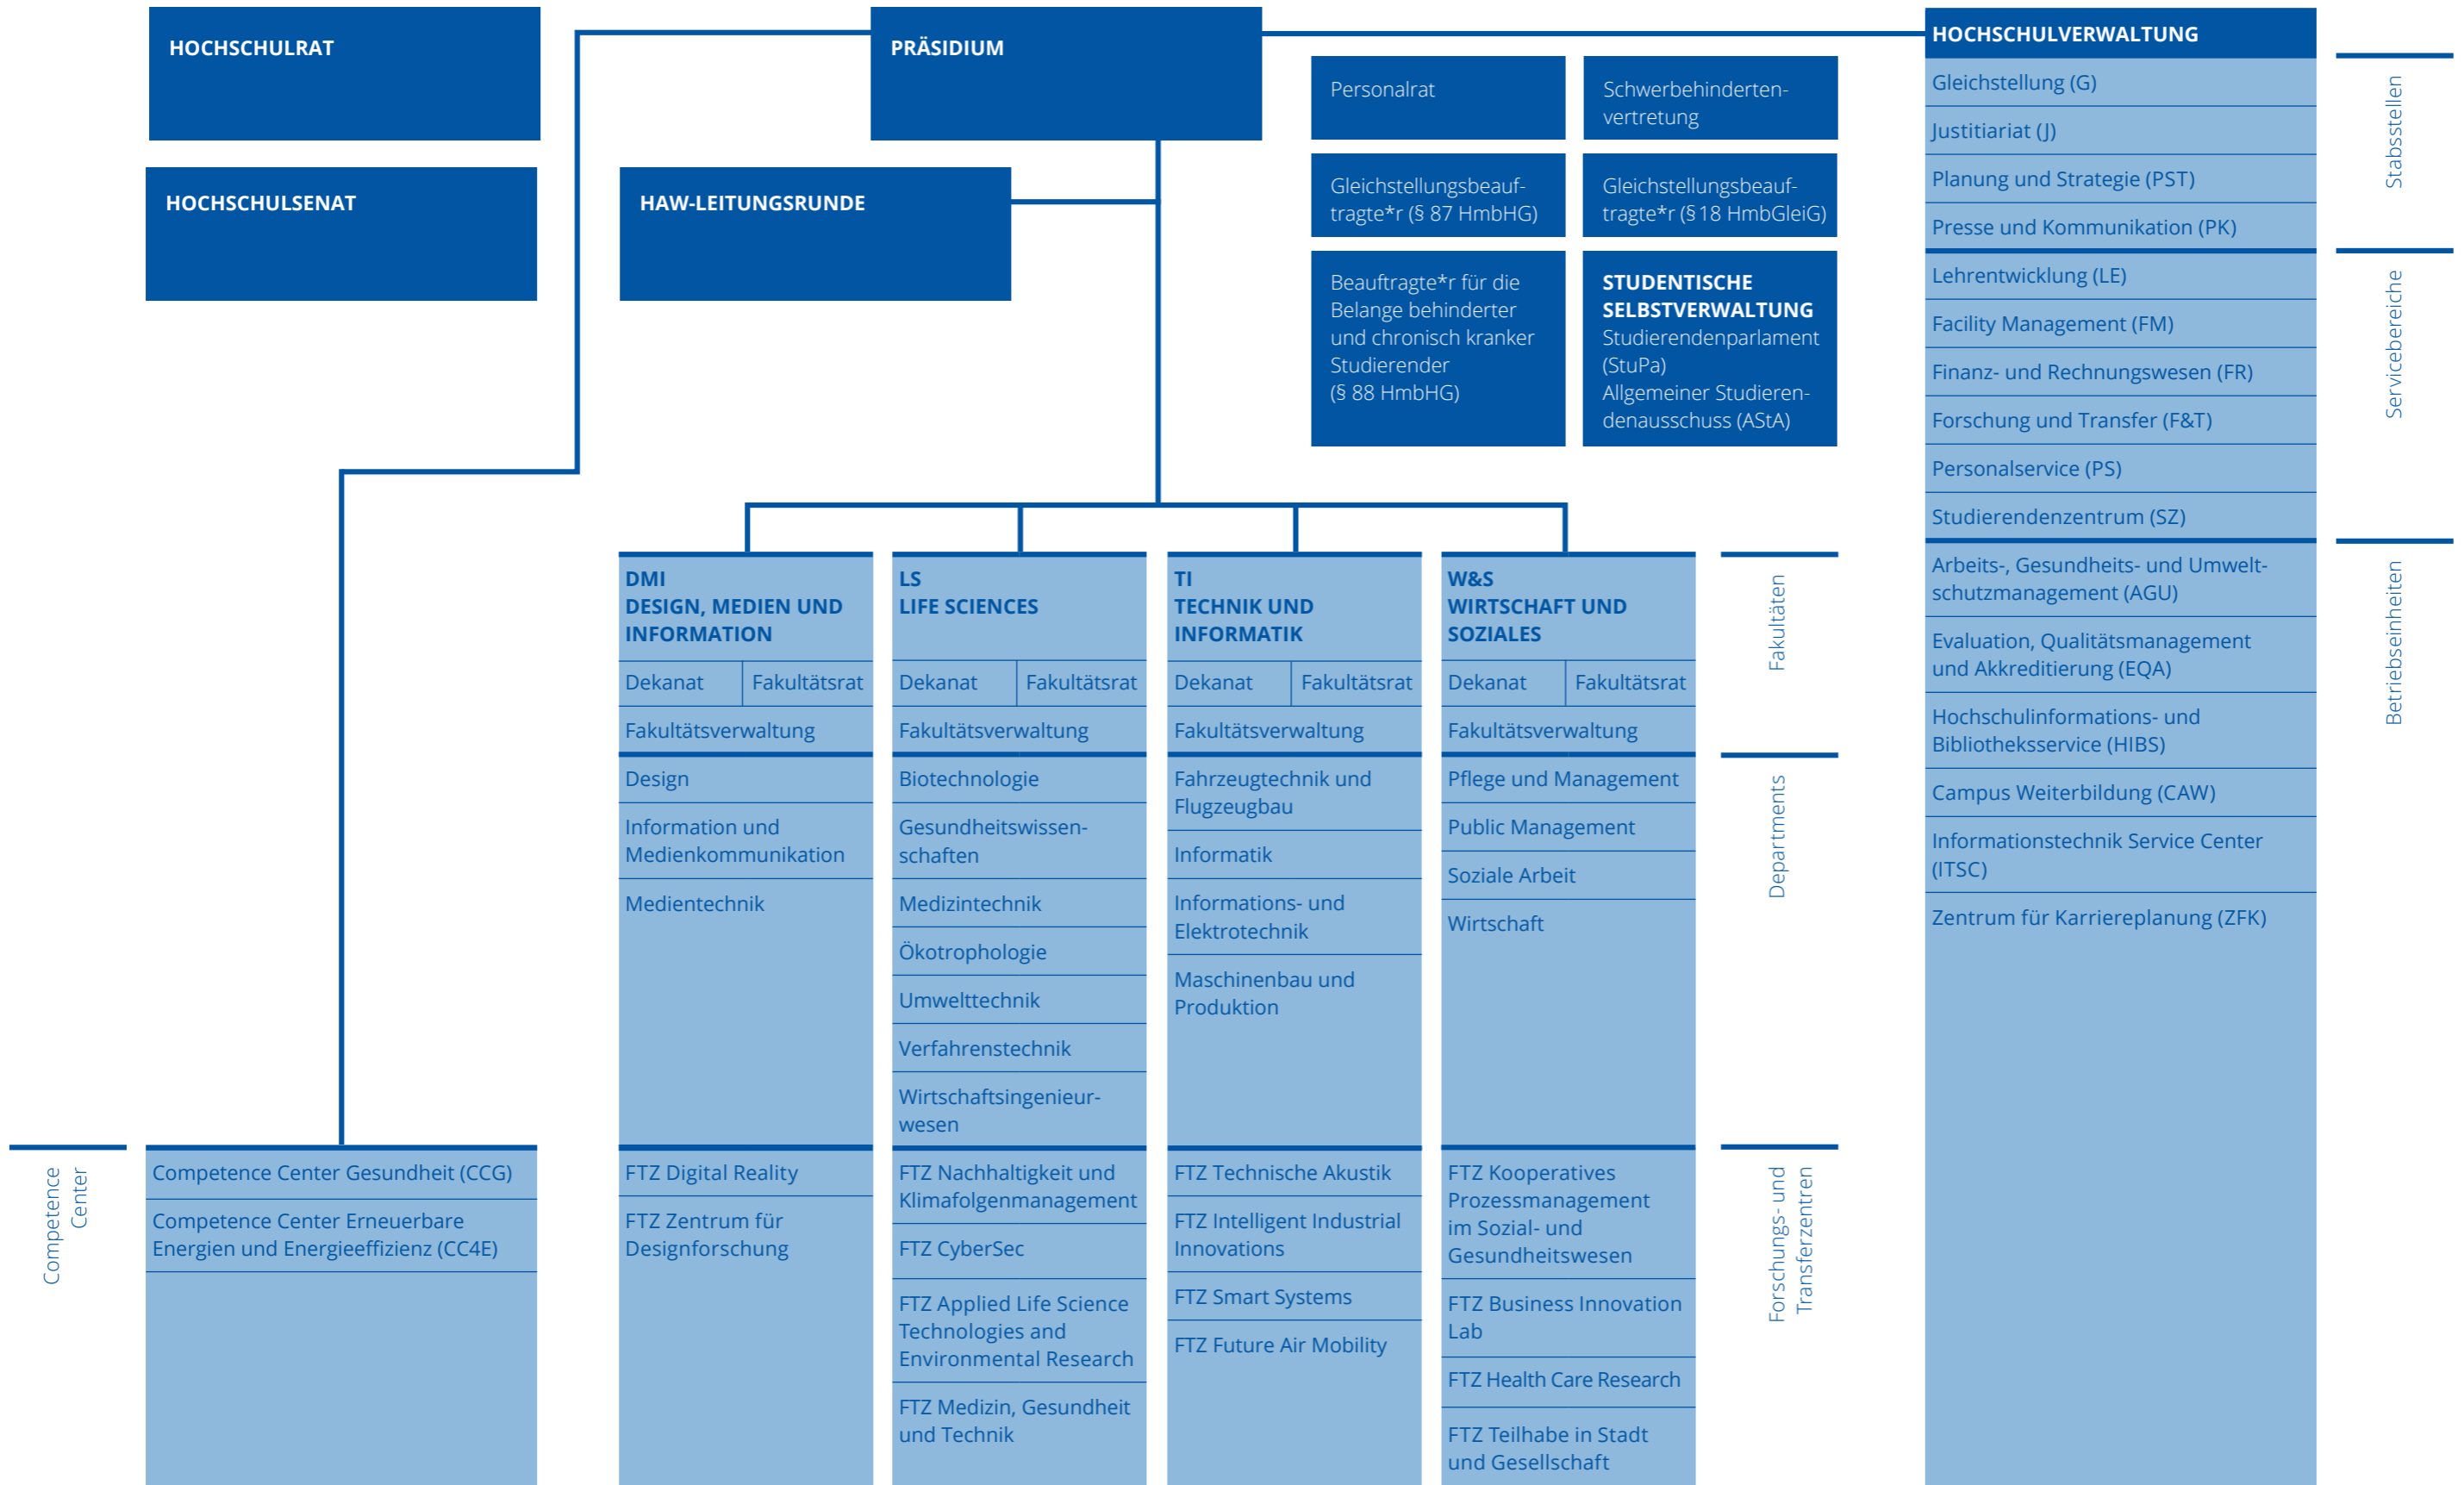 HOCHSCHULRAT
HOCHSCHULSENAT
PRÄSIDIUM
HAW-LEITUNGSRUNDE
Personalrat
Schwerbehinderten-
vertretung
Gleichstellungsbeauf-
tragte*r (§ 87 HmbHG)
Gleichstellungsbeauf-
tragte*r (§18 HmbGleiG)
Beauftragte*r für die
Belange behinderter
und chronisch kranker
Studierender
(§ 88 HmbHG)
STUDENTISCHE
SELBSTVERWALTUNG
Studierendenparlament
(StuPa)
Allgemeiner Studieren-
denausschuss (AStA)
HOCHSCHULVERWALTUNG
Stabsstellen
Gleichstellung (G)
Justitiariat (J)
Planung und Strategie (PST)
Presse und Kommunikation (PK)
Servicebereiche
Lehrentwicklung (LE)
Facility Management (FM)
Finanz- und Rechnungswesen (FR)
Forschung und Transfer (F&T)
Personalservice (PS)
Studierendenzentrum (SZ)
Betriebseinheiten
Arbeits-, Gesundheits- und Umwelt-
schutzmanagement (AGU)
Evaluation, Qualitätsmanagement
und Akkreditierung (EQA)
Hochschulinformations- und
Bibliotheksservice (HIBS)
Campus Weiterbildung (CAW)
Informationstechnik Service Center
(ITSC)
Zentrum für Karriereplanung (ZFK)
Competence
Center
Competence Center Gesundheit (CCG)
Competence Center Erneuerbare
Energien und Energieeffizienz (CC4E)
DMI
DESIGN, MEDIEN UND
INFORMATION
Dekanat
Fakultätsrat
Fakultätsverwaltung
Design
Information und
Medienkommunikation
Medientechnik
FTZ Digital Reality
FTZ Zentrum für
Designforschung
LS
LIFE SCIENCES
Dekanat
Fakultätsrat
Fakultätsverwaltung
Biotechnologie
Gesundheitswissen-
schaften
Medizintechnik
Ökotrophologie
Umwelttechnik
Verfahrenstechnik
Wirtschaftsingenieur-
wesen
FTZ Nachhaltigkeit und
Klimafolgenmanagement
FTZ CyberSec
FTZ Applied Life Science
Technologies and
Environmental Research
FTZ Medizin, Gesundheit
und Technik
TI
TECHNIK UND
INFORMATIK
Dekanat
Fakultätsrat
Fakultätsverwaltung
Fahrzeugtechnik und
Flugzeugbau
Informatik
Informations- und
Elektrotechnik
Maschinenbau und
Produktion
FTZ Technische Akustik
FTZ Intelligent Industrial
Innovations
FTZ Smart Systems
FTZ Future Air Mobility
W&S
WIRTSCHAFT UND
SOZIALES
Dekanat
Fakultätsrat
Fakultätsverwaltung
Pflege und Management
Public Management
Soziale Arbeit
Wirtschaft
FTZ Kooperatives
Prozessmanagement
im Sozial- und
Gesundheitswesen
FTZ Business Innovation
Lab
FTZ Health Care Research
FTZ Teilhabe in Stadt
und Gesellschaft
Fakultäten
Departments
Forschungs- und
Transferzentren